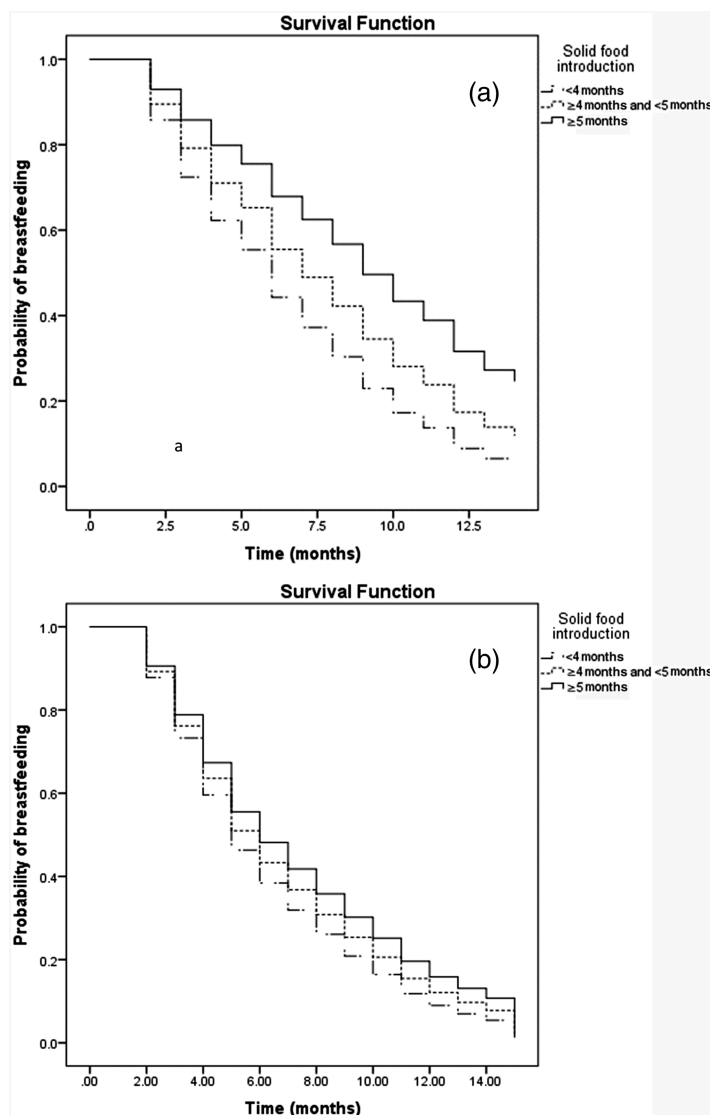 Survival Function
Solid food
introduction
<4 months
≥4 months and <5 months
≥5 months
(a)
1.0
0.8
0.6
0.4
0.2
0.0
Probability of breastfeeding
a
.0
2.5
5.0
7.5
10.0
12.5
Time (months)
Survival Function
Solid food
introduction
<4 months
≥4 months and <5 months
≥5 months
(b)
1.0
0.8
0.6
0.4
0.2
0.0
Probability of breastfeeding
.00
2.00
4.00
6.00
8.00
10.00
12.00
14.00
Time (months)